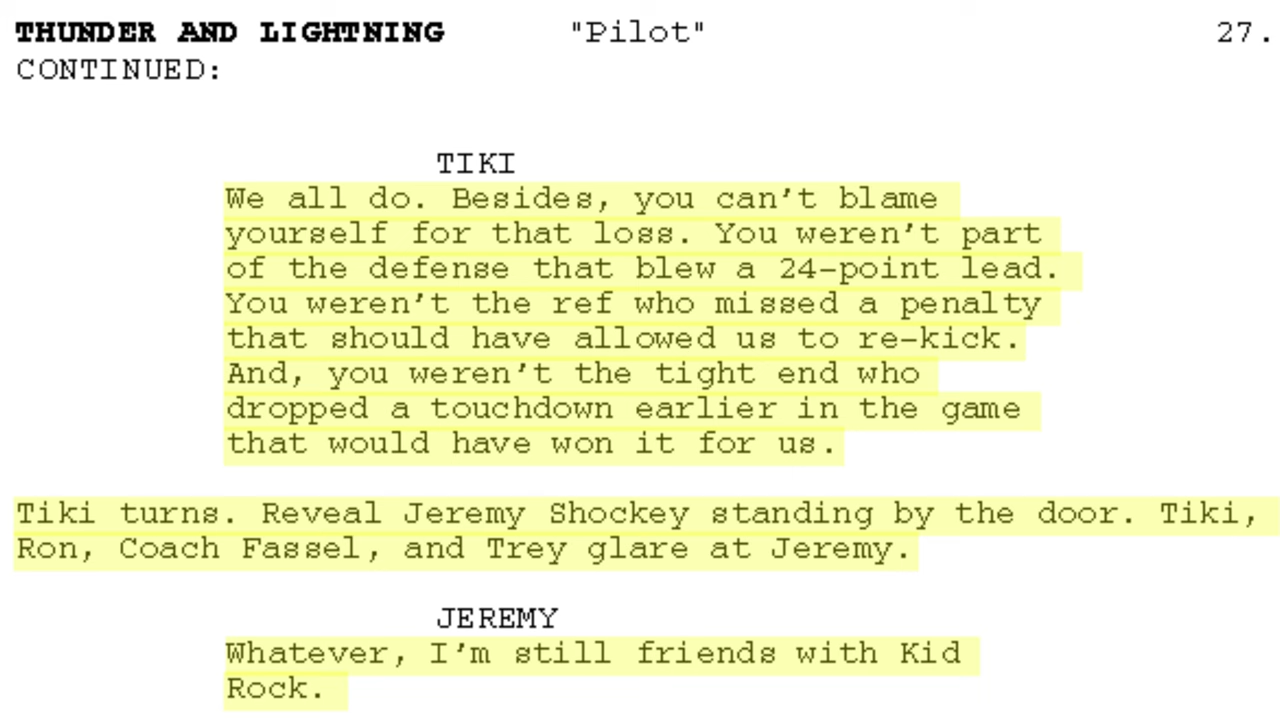 THUNDER AND LIGHTNING "Pilot" 27.
CONTINUED:
TIKI
We all do. Besides, you can't blame
yourself for that loss. You weren't part
of the defense that blew a 24-point lead.
You weren't the ref who missed a penalty
that should have allowed us to re-kick.
And, you weren't the tight end who
dropped a touchdown earlier in the game
that would have won it for us.
Tiki turns. Reveal Jeremy Shockey standing by the door. Tiki,
Ron, Coach Fassel, and Trey glare at Jeremy.
JEREMY
Whatever, I'm still friends with Kid
Rock.